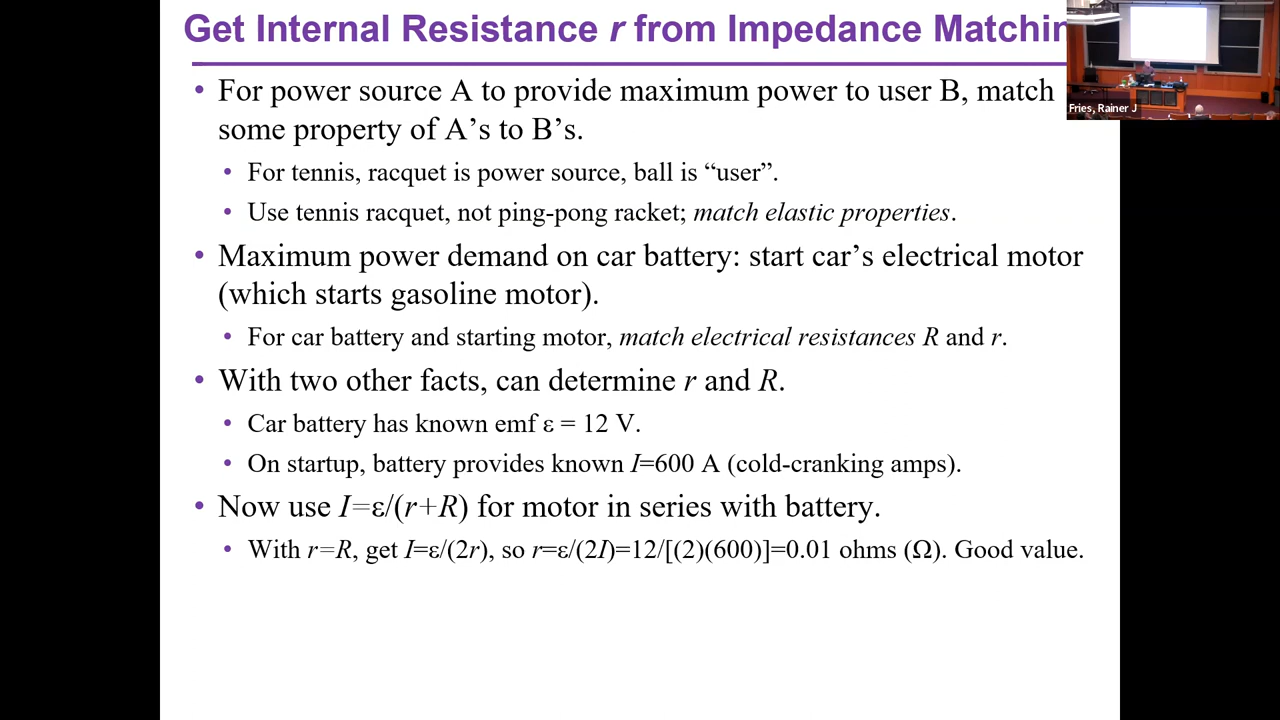 Get Internal Resistance r from Impedance Matchin
• For power source A to provide maximum power to user B, match
some property of A’s to B’s.
• For tennis, racquet is power source, ball is “user”.
• Use tennis racquet, not ping-pong racket; match elastic properties.
• Maximum power demand on car battery: start car’s electrical motor
(which starts gasoline motor).
• For car battery and starting motor, match electrical resistances R and r.
• With two other facts, can determine r and R.
• Car battery has known emf ε = 12 V.
• On startup, battery provides known I=600 A (cold-cranking amps).
• Now use I=ε/(r+R) for motor in series with battery.
• With r=R, get I=ε/(2r), so r=ε/(2I)=12/[(2)(600)]=0.01 ohms (Ω). Good value.
Fries, Rainer J